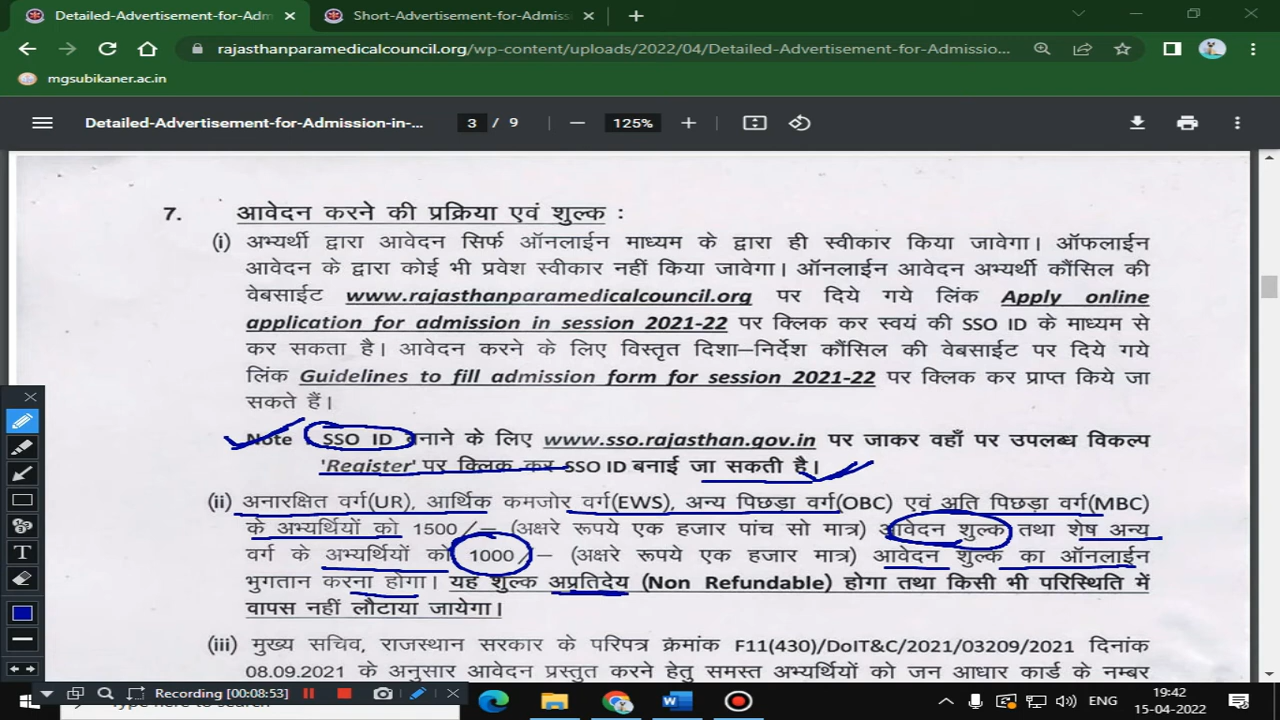 Detailed-Advertisement-for-Adm
Short-Advertisement-for-Admiss
rajasthanparamedicalcouncil.org/wp-content/uploads/2022/04/Detailed-Advertisement-for-Admissio...
mgsubikaner.ac.in
Detailed-Advertisement-for-Admission-in-...
3 / 9
125%
7. आवेदन करने की प्रक्रिया एवं शुल्क :
(i) अभ्यर्थी द्वारा आवेदन सिर्फ ऑनलाईन माध्यम के द्वारा ही स्वीकार किया जावेगा। ऑफलाईन
आवेदन के द्वारा कोई भी प्रवेश स्वीकार नहीं किया जावेगा। ऑनलाईन आवेदन अभ्यर्थी कौंसिल की
वेबसाईट www.rajasthanparamedicalcouncil.org पर दिये गये लिंक Apply online
application for admission in session 2021-22 पर क्लिक कर स्वयं की SSO ID के माध्यम से
कर सकता है। आवेदन करने के लिए विस्तृत दिशा–निर्देश कौंसिल की वेबसाईट पर दिये गये
लिंक Guidelines to fill admission form for session 2021-22 पर क्लिक कर प्राप्त किये जा
सकते हैं।
Note SSO ID बनाने के लिए www.sso.rajasthan.gov.in पर जाकर वहाँ पर उपलब्ध विकल्प
'Register' पर क्लिक कर SSO ID बनाई जा सकती है।
(ii) अनारक्षित वर्ग(UR), आर्थिक कमजोर वर्ग(EWS), अन्य पिछड़ा वर्ग(OBC) एवं अति पिछड़ा वर्ग(MBC)
के अभ्यर्थियों को 1500/– (अक्षरे रूपये एक हजार पांच सो मात्र) आवेदन शुल्क तथा शेष अन्य
वर्ग के अभ्यर्थियों को 1000/– (अक्षरे रूपये एक हजार मात्र) आवेदन शुल्क का ऑनलाईन
भुगतान करना होगा। यह शुल्क अप्रतिदेय (Non Refundable) होगा तथा किसी भी परिस्थिति में
वापस नहीं लौटाया जायेगा।
(iii) मुख्य सचिव, राजस्थान सरकार के परिपत्र क्रमांक F11(430)/DoIT&C/2021/03209/2021 दिनांक
08.09.2021 के अनुसार आवेदन प्रस्तुत करने हेतु समस्त अभ्यर्थियों को जन आधार कार्ड के नम्बर
Recording [00:08:53]
Type here to search
ENG
19:42
15-04-2022